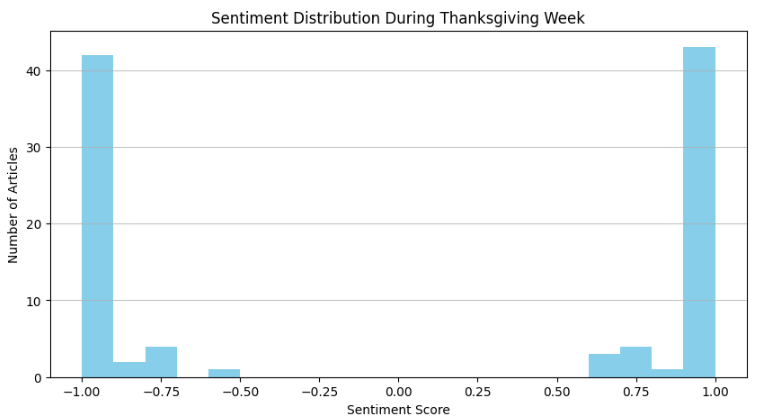 Sentiment Distribution During Thanksgiving Week
Number of Articles
40
30
20
10
0
−1.00 −0.75 −0.50 −0.25 0.00 0.25 0.50 0.75 1.00
Sentiment Score